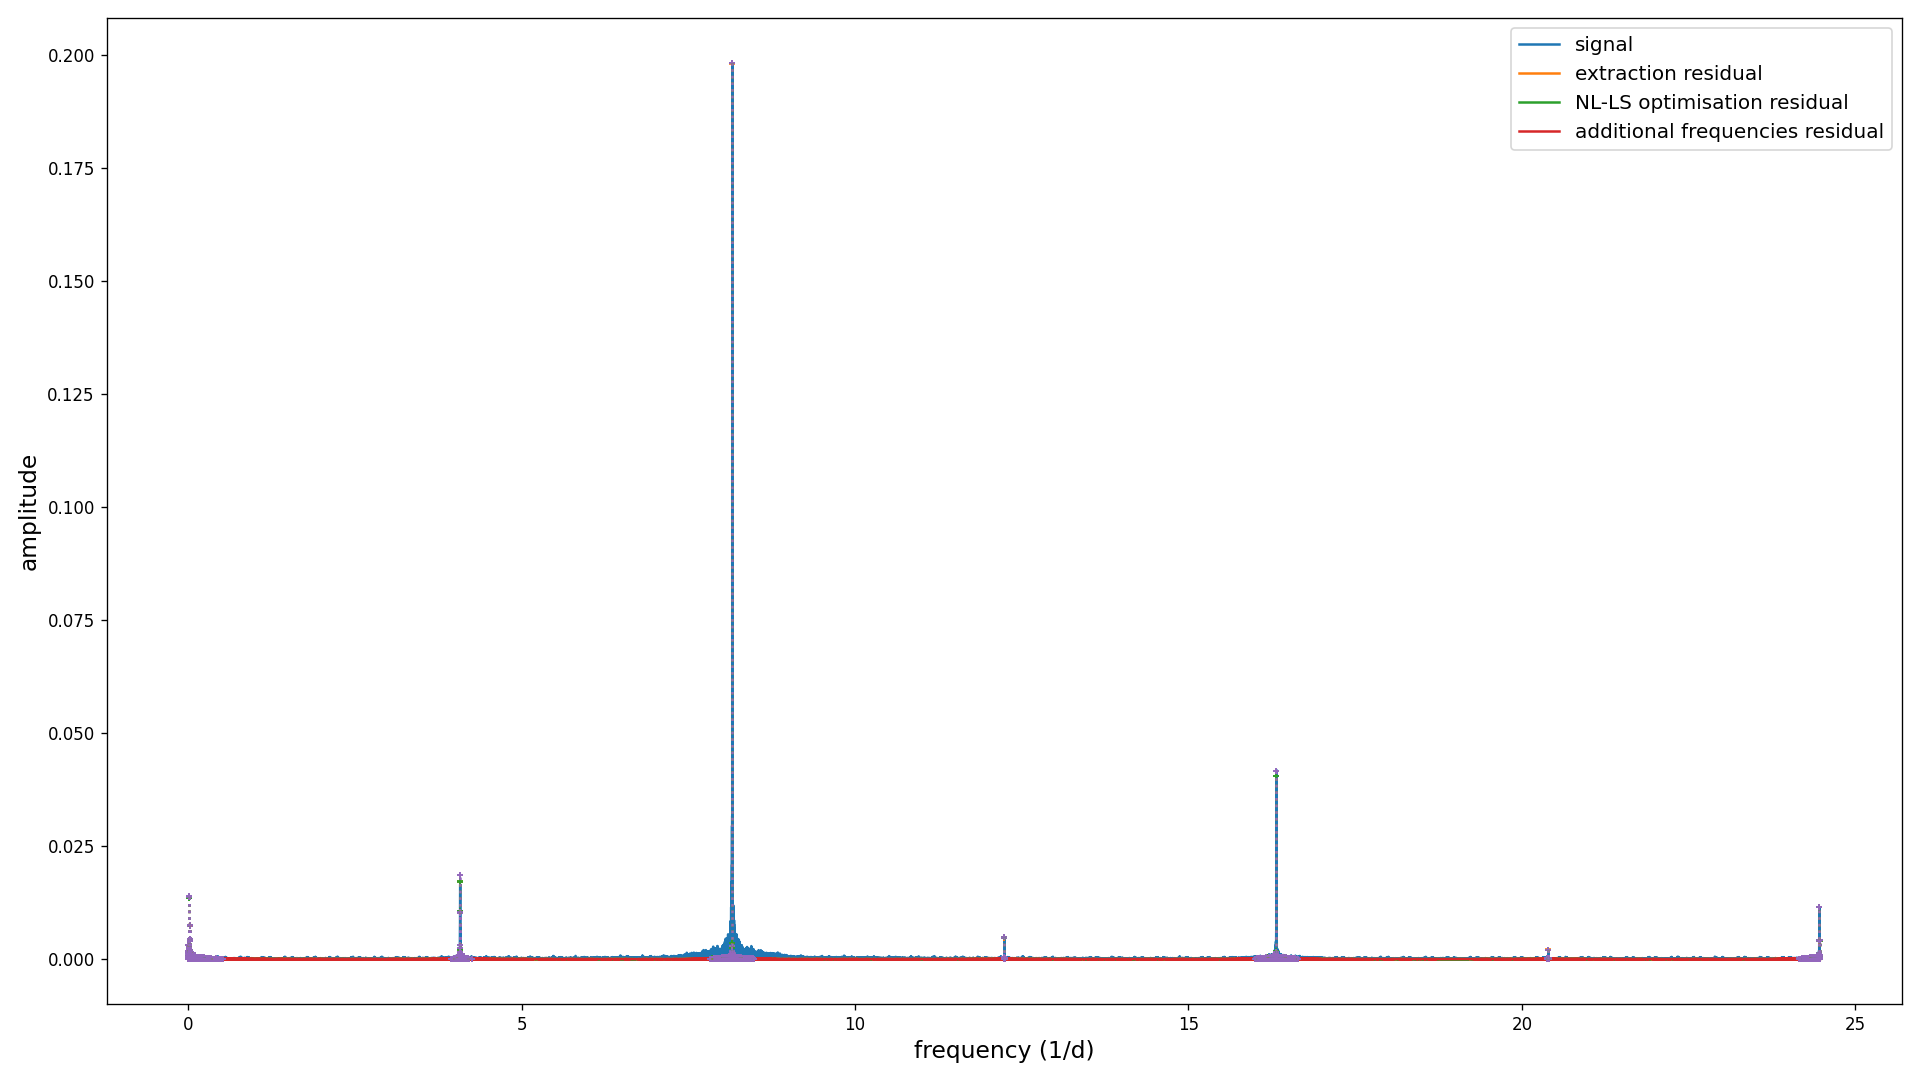 signal
extraction residual
NL-LS optimisation residual
additional frequencies residual
0.200
0.175
0.150
0.125
0.100
0.075
0.050
0.025
0.000
amplitude
0 5 10 15 20 25
frequency (1/d)